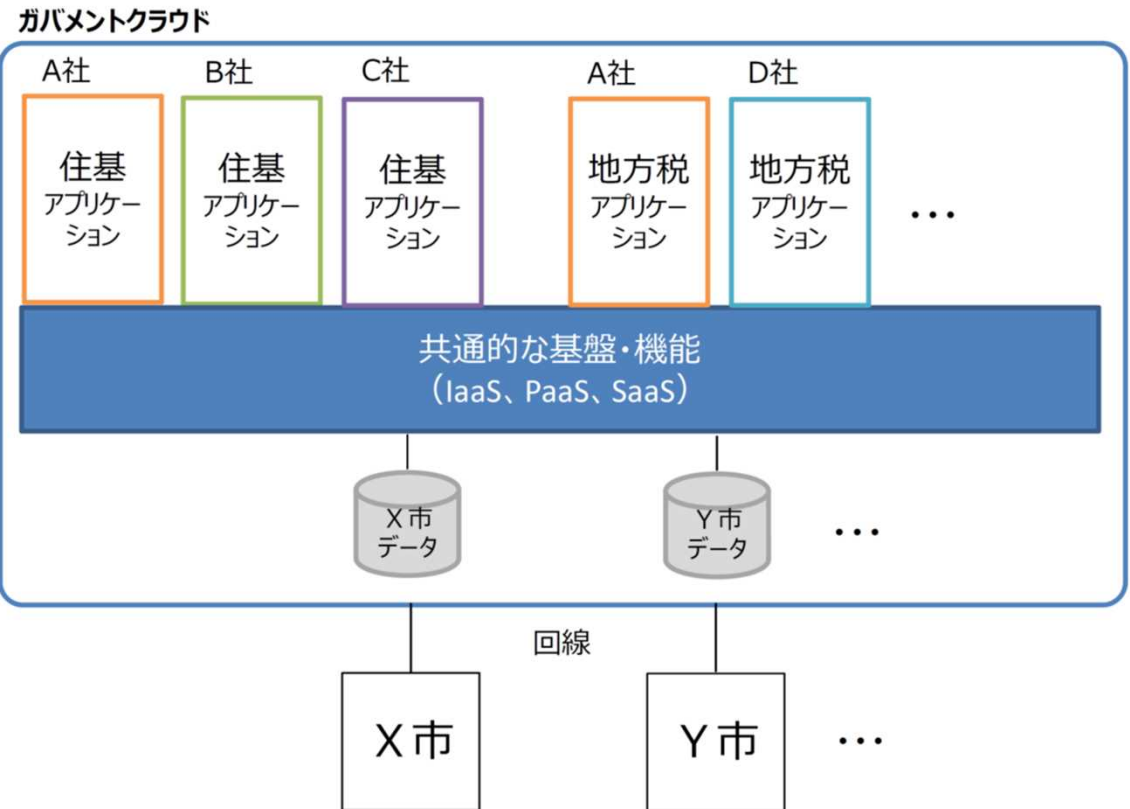 ガバメントクラウド
A社
B社
C社
A社
D社
住基
アプリケー
ション
住基
アプリケー
ション
住基
アプリケー
ション
地方税
アプリケー
ション
地方税
アプリケー
ション
…
共通的な基盤・機能
（IaaS、PaaS、SaaS）
X市
データ
Y市
データ
…
回線
X市
Y市
…